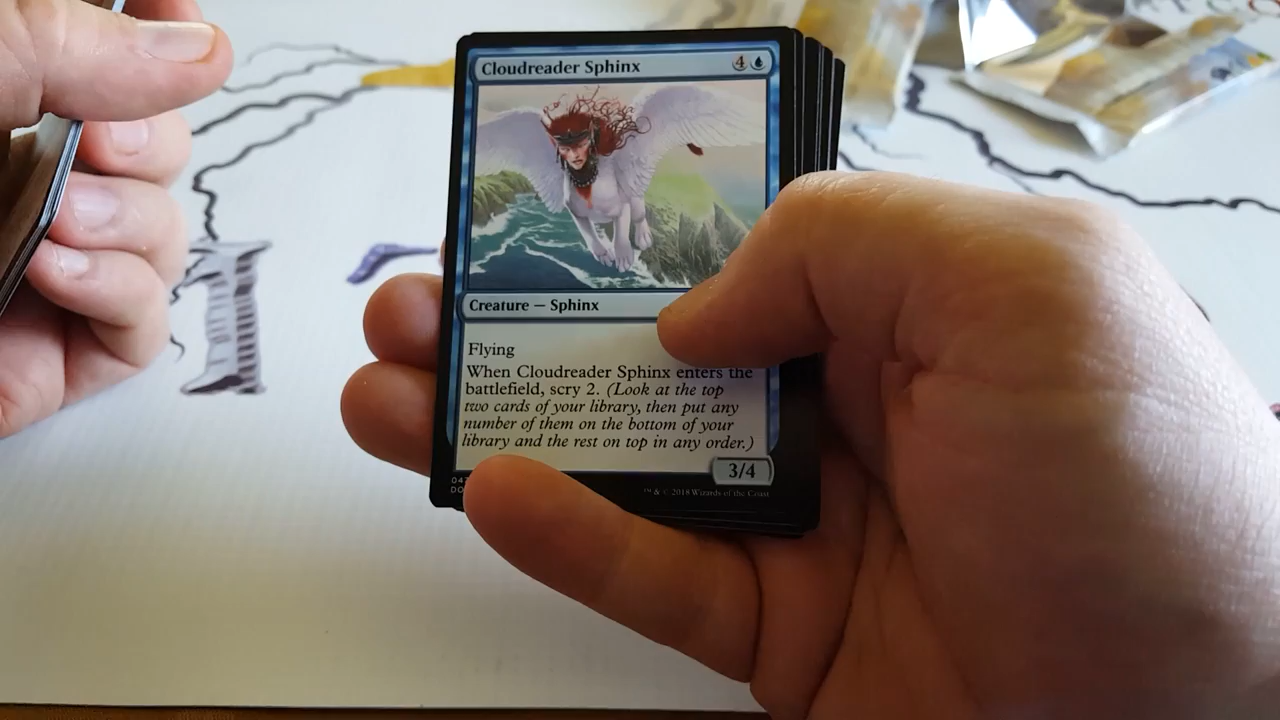 Cloudreader Sphinx 4
Creature — Sphinx
Flying
When Cloudreader Sphinx enters the
battlefield, scry 2. (Look at the top
two cards of your library, then put any
number of them on the bottom of your
library and the rest on top in any order.)
3/4
™ & © 2018 Wizards of the Coast